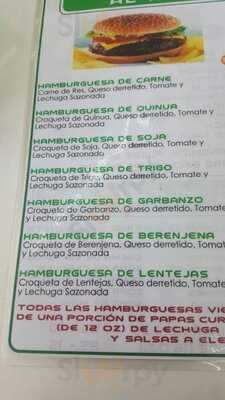 HAMBURGUESA DE CARNE
Carne de Res, Queso derretido, Tomate y
Lechuga Sazonada
HAMBURGUESA DE QUINUA
Croqueta de Quinua, Queso derretido, Tomate y
Lechuga Sazonada
HAMBURGUESA DE SOJA
Croqueta de Soja, Queso derretido, Tomate y
Lechuga Sazonada
HAMBURGUESA DE TRIGO
Croqueta de Trigo, Queso derretido, Tomate y
Lechuga Sazonada
HAMBURGUESA DE GARBANZO
Croqueta de Garbanzo, Queso derretido, Tomate
y Lechuga Sazonada
HAMBURGUESA DE BERENJENA
Croqueta de Berenjena, Queso derretido, Tomate
y Lechuga Sazonada
HAMBURGUESA DE LENTEJAS
Croqueta de Lentejas, Queso derretido, Tomate
y Lechuga Sazonada
TODAS LAS HAMBURGUESAS VIE
DE UNA PORCIÓN DE PAPAS CUR
(DE 12 OZ) DE LECHUGA
Y SALSAS A ELE